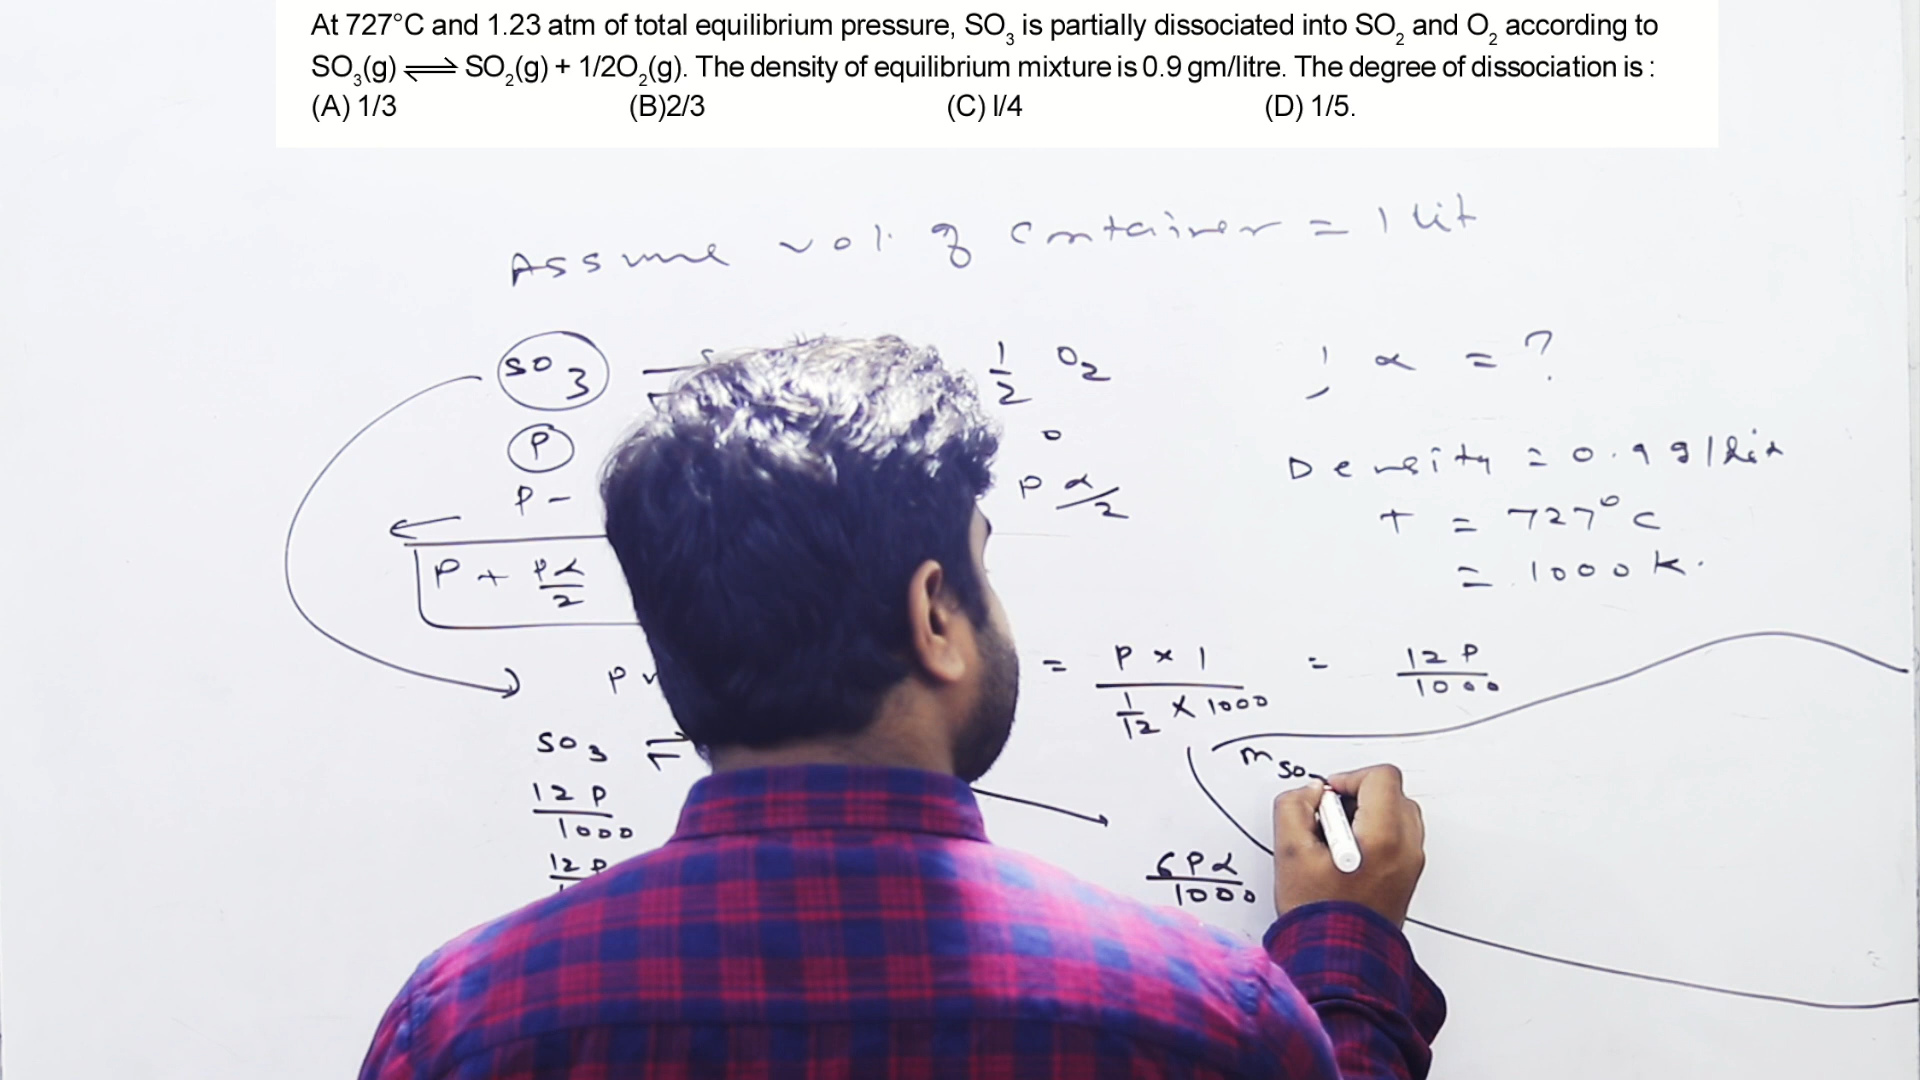 At 727°C and 1.23 atm of total equilibrium pressure, SO₃ is partially dissociated into SO₂ and O₂ according to
SO₃(g) ⇌ SO₂(g) + 1/2O₂(g). The density of equilibrium mixture is 0.9 gm/litre. The degree of dissociation is :
(A) 1/3 (B)2/3 (C) I/4 (D) 1/5.
Assume vol. of container = 1 lit
SO₃ ⇌ 1/2 O₂ ; α = ?
P 0
Density = 0.9 g/lit
P - P α/2
T = 727°C
P + Pα/2
= 1000 K.
P = P × 1 / (1/12 × 1000) = 12 P/1000
SO₃ ⇌
m SO
12 P/1000
12 P
6Pα/1000